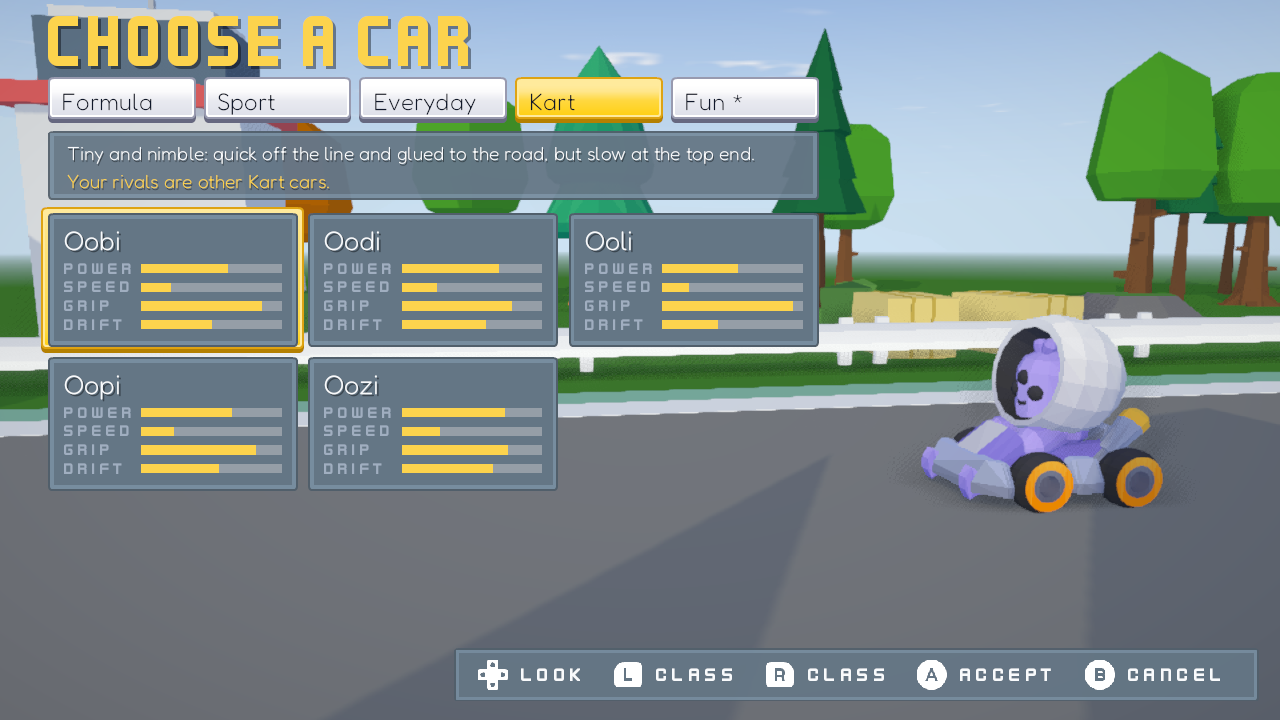 CHOOSE A CAR
Formula
Sport
Everyday
Kart
Fun *
Tiny and nimble: quick off the line and glued to the road, but slow at the top end.
Your rivals are other Kart cars.
Oobi
POWER
SPEED
GRIP
DRIFT
Oodi
POWER
SPEED
GRIP
DRIFT
Ooli
POWER
SPEED
GRIP
DRIFT
Oopi
POWER
SPEED
GRIP
DRIFT
Oozi
POWER
SPEED
GRIP
DRIFT
LOOK
L CLASS
R CLASS
A ACCEPT
B CANCEL